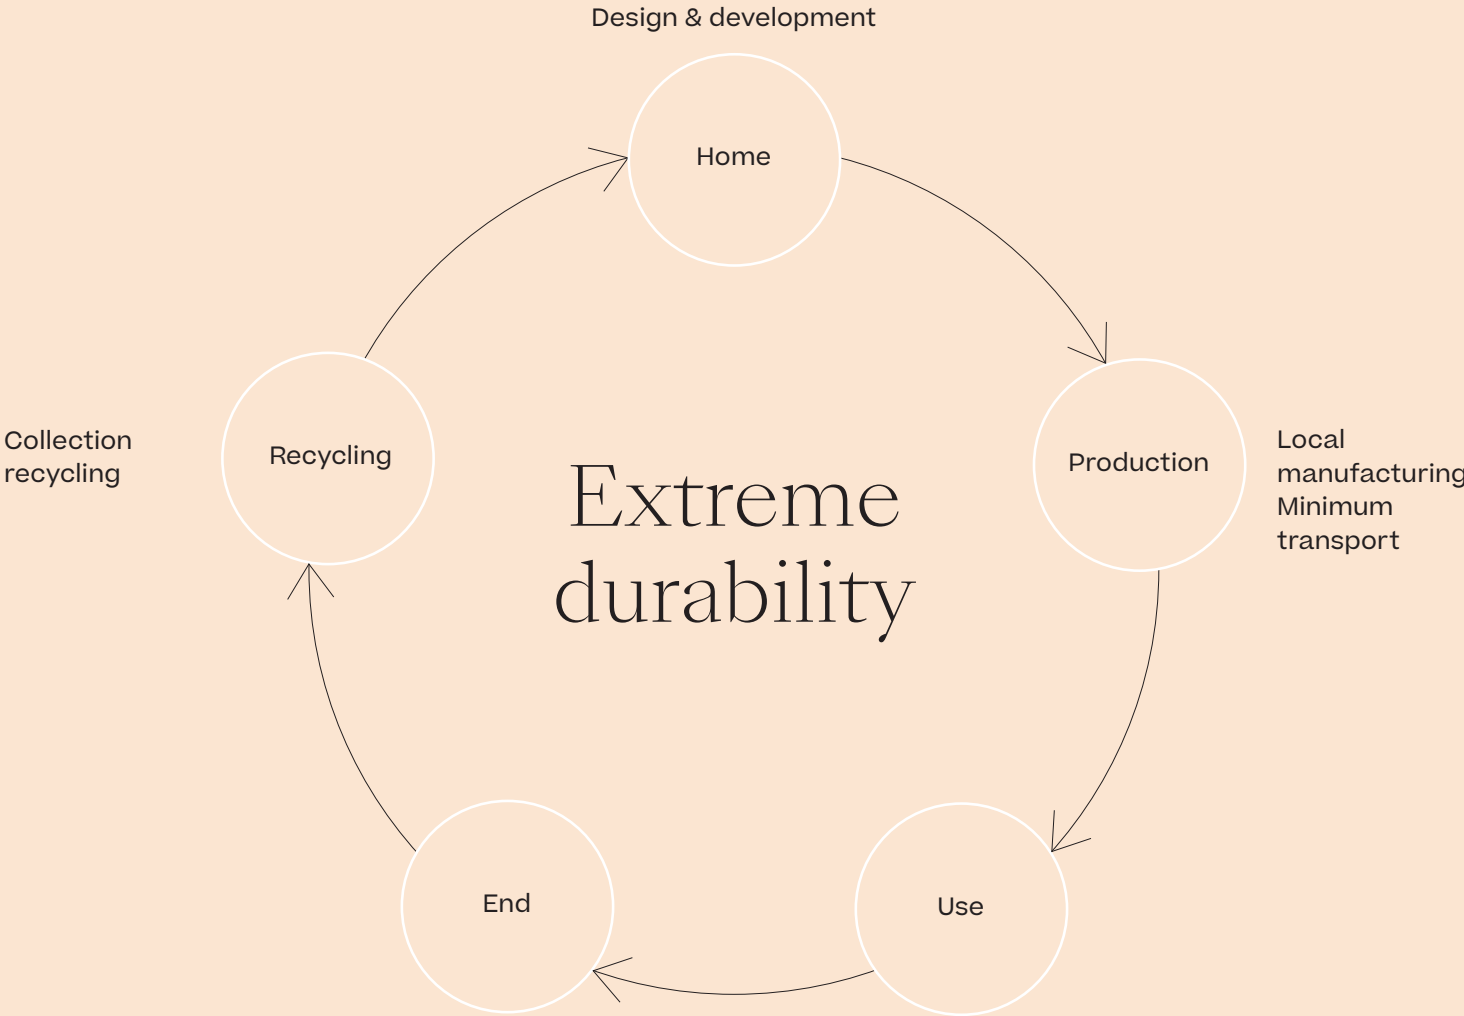 Design & development
Home
Recycling
Collection
recycling
Production
Local
manufacturing
Minimum
transport
Extreme
durability
End
Use